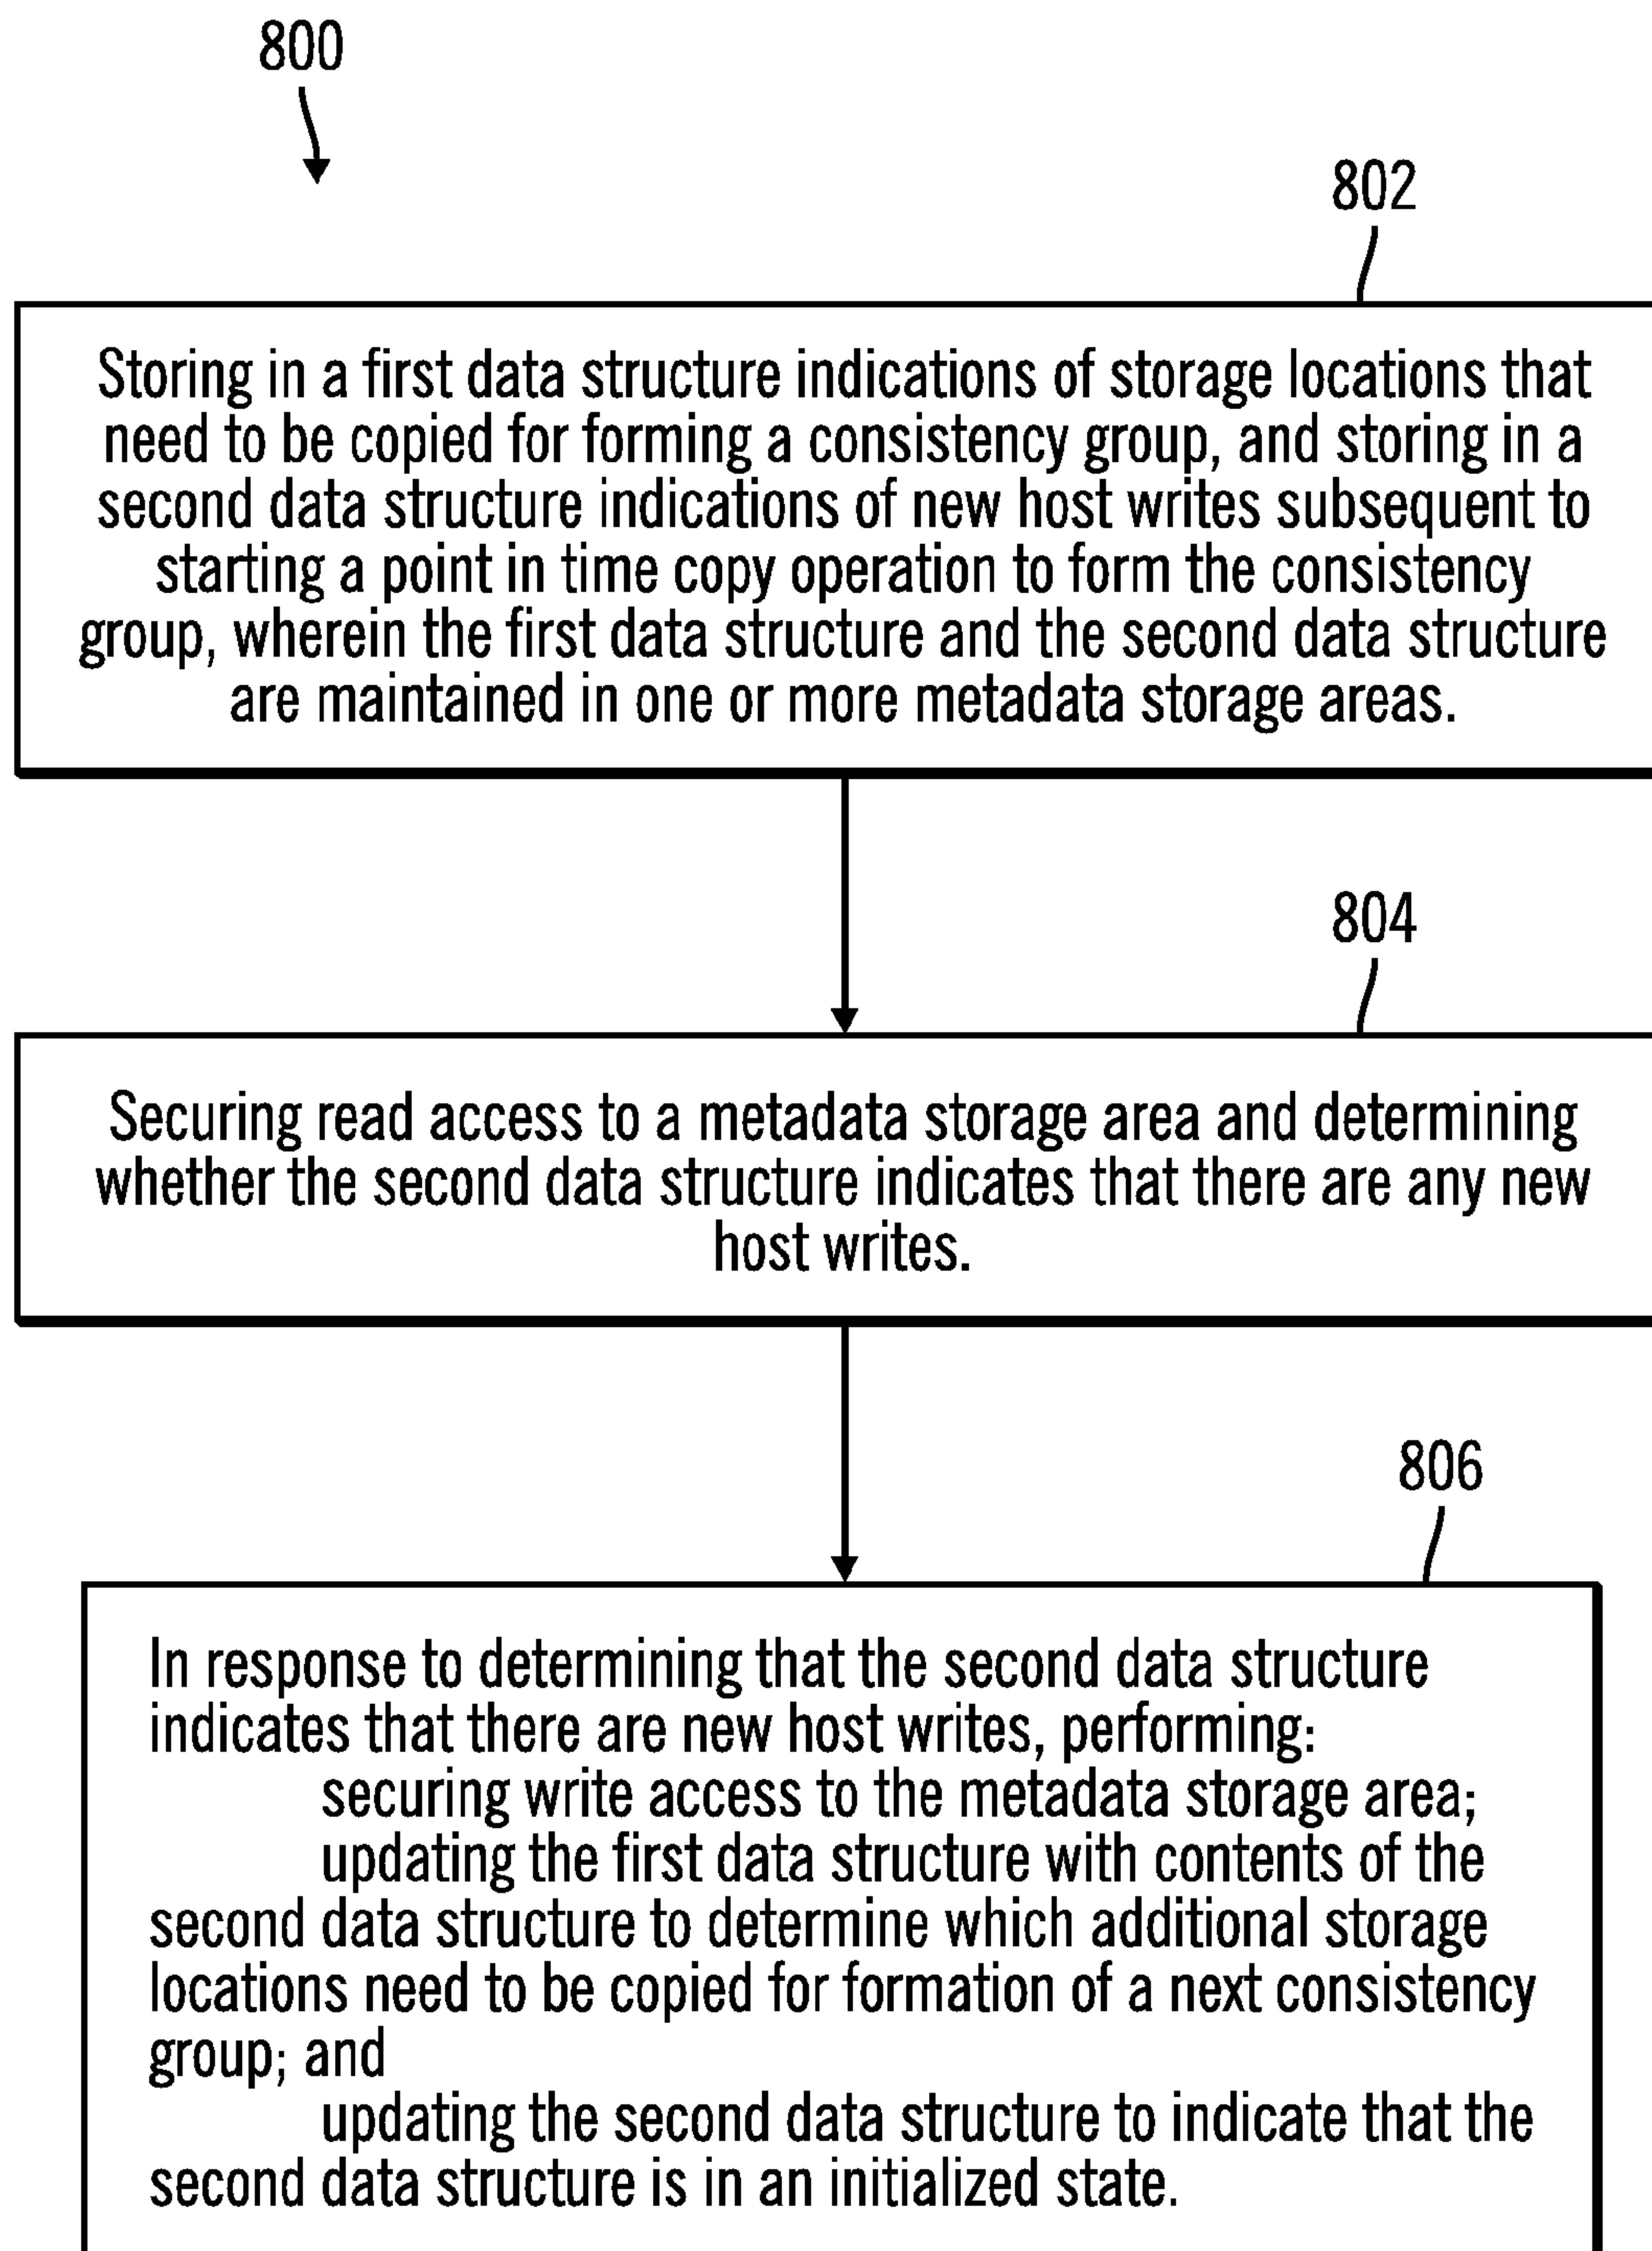 800
802
Storing in a first data structure indications of storage locations that
need to be copied for forming a consistency group, and storing in a
second data structure indications of new host writes subsequent to
starting a point in time copy operation to form the consistency
group, wherein the first data structure and the second data structure
are maintained in one or more metadata storage areas.
804
Securing read access to a metadata storage area and determining
whether the second data structure indicates that there are any new
host writes.
806
In response to determining that the second data structure
indicates that there are new host writes, performing:
securing write access to the metadata storage area;
updating the first data structure with contents of the
second data structure to determine which additional storage
locations need to be copied for formation of a next consistency
group; and
updating the second data structure to indicate that the
second data structure is in an initialized state.